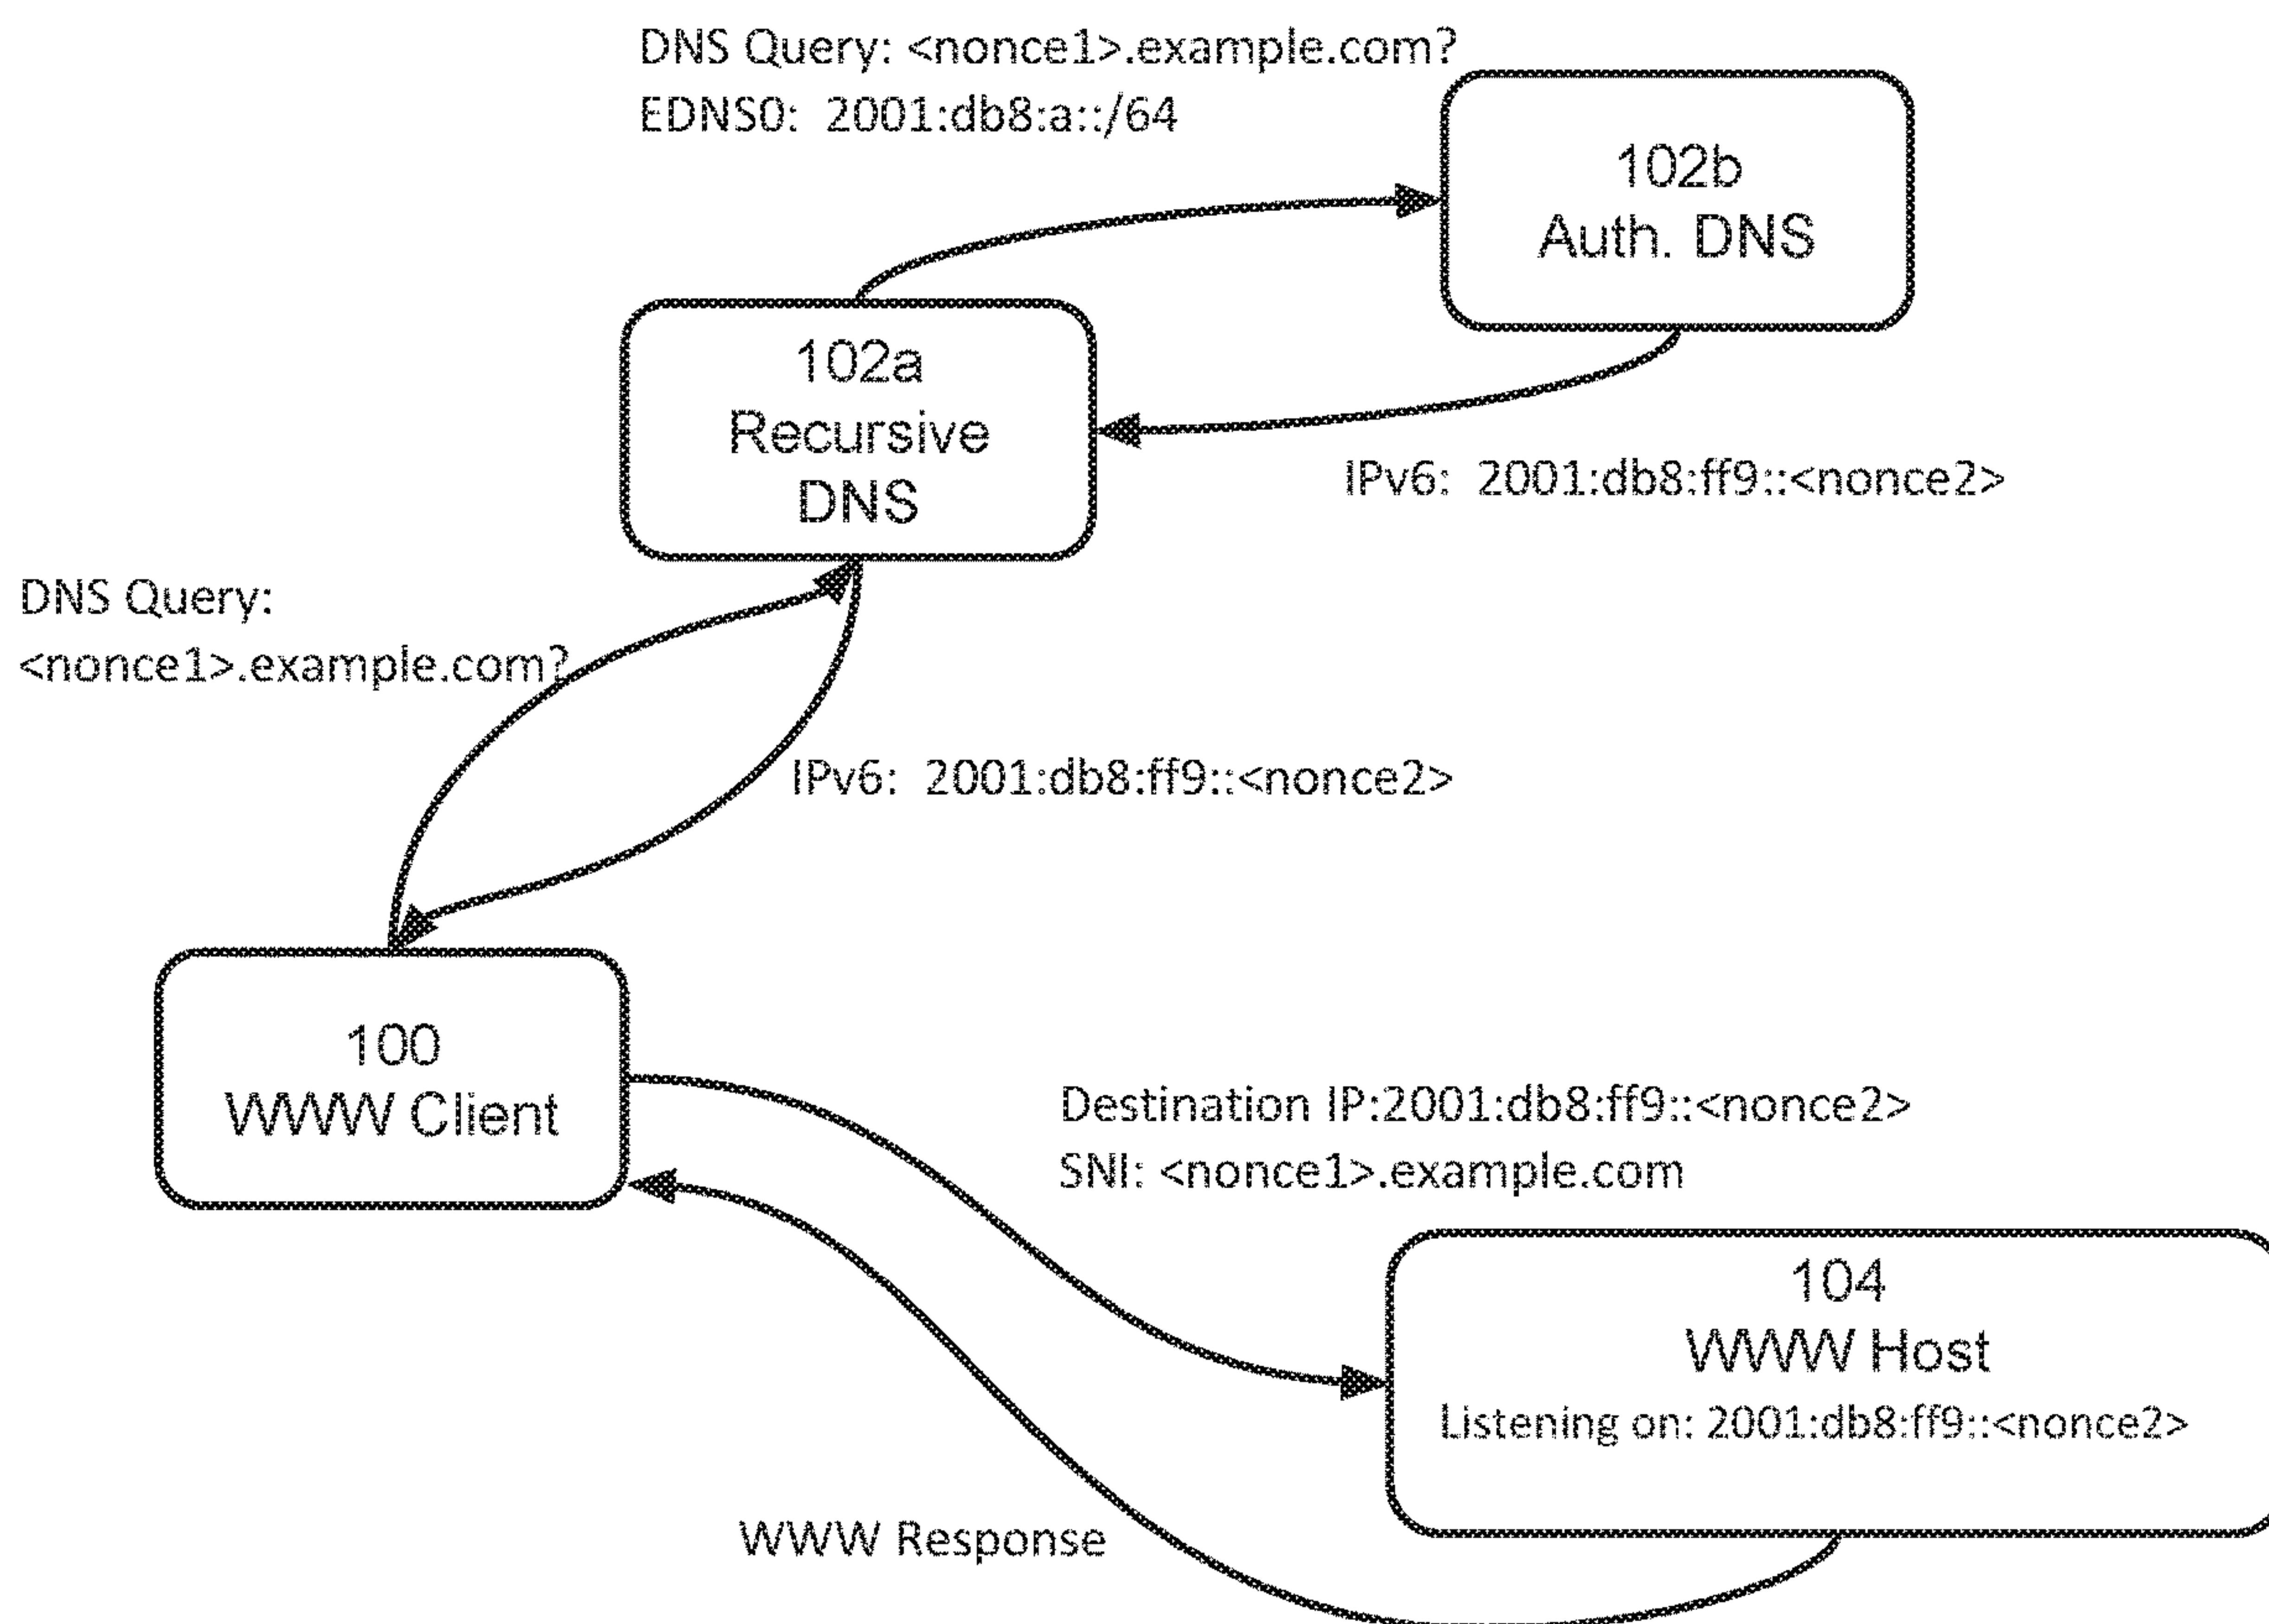 DNS Query: <nonce1>.example.com?
EDNS0: 2001:db8:a::/64
102b
Auth. DNS
102a
Recursive
DNS
IPv6: 2001:db8:ff9::<nonce2>
DNS Query:
<nonce1>.example.com?
IPv6: 2001:db8:ff9::<nonce2>
100
WWW Client
Destination IP:2001:db8:ff9::<nonce2>
SNI: <nonce1>.example.com
104
WWW Host
Listening on: 2001:db8:ff9::<nonce2>
WWW Response